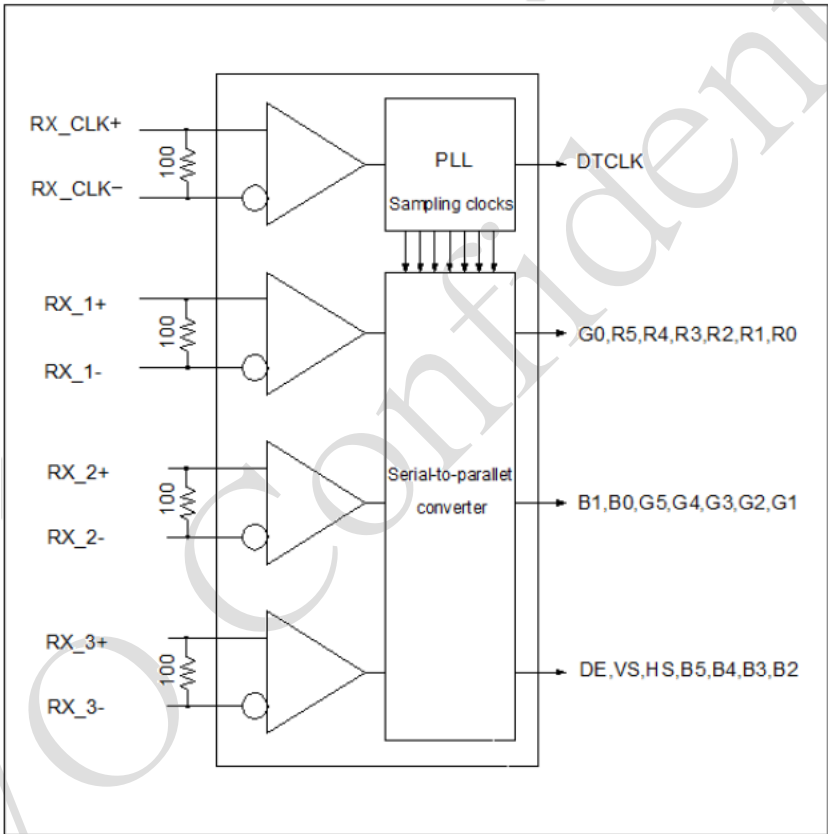 RX_CLK+
100
RX_CLK−
PLL
Sampling clocks
DTCLK
RX_1+
100
RX_1-
G0,R5,R4,R3,R2,R1,R0
RX_2+
100
RX_2-
Serial-to-parallet
converter
B1,B0,G5,G4,G3,G2,G1
RX_3+
100
RX_3-
DE,VS,HS,B5,B4,B3,B2
O Confident